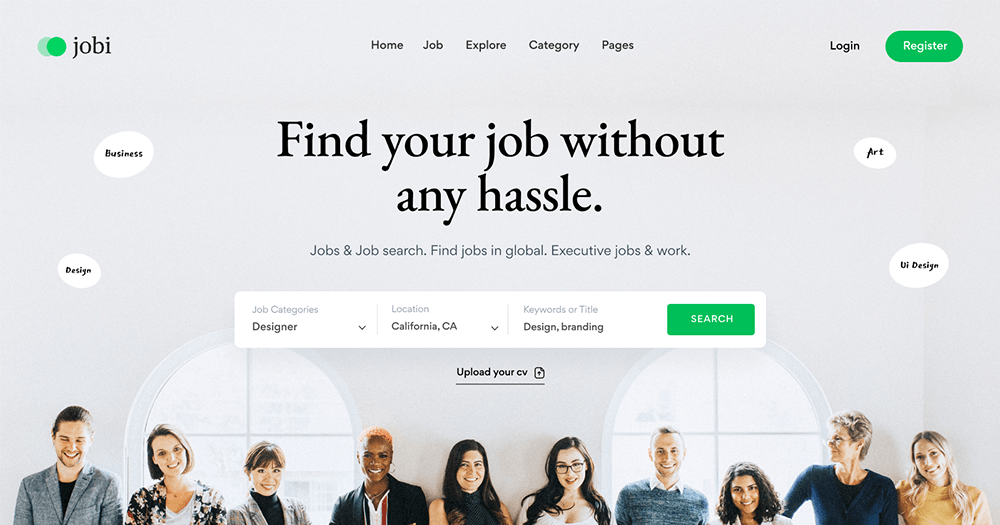 jobi
Home Job Explore Category Pages
Login Register
Find your job without
any hassle.
Business
Art
Jobs & Job search. Find jobs in global. Executive jobs & work.
Design
Ui Design
Job Categories Location Keywords or Title
Designer California, CA Design, branding
SEARCH
Upload your cv